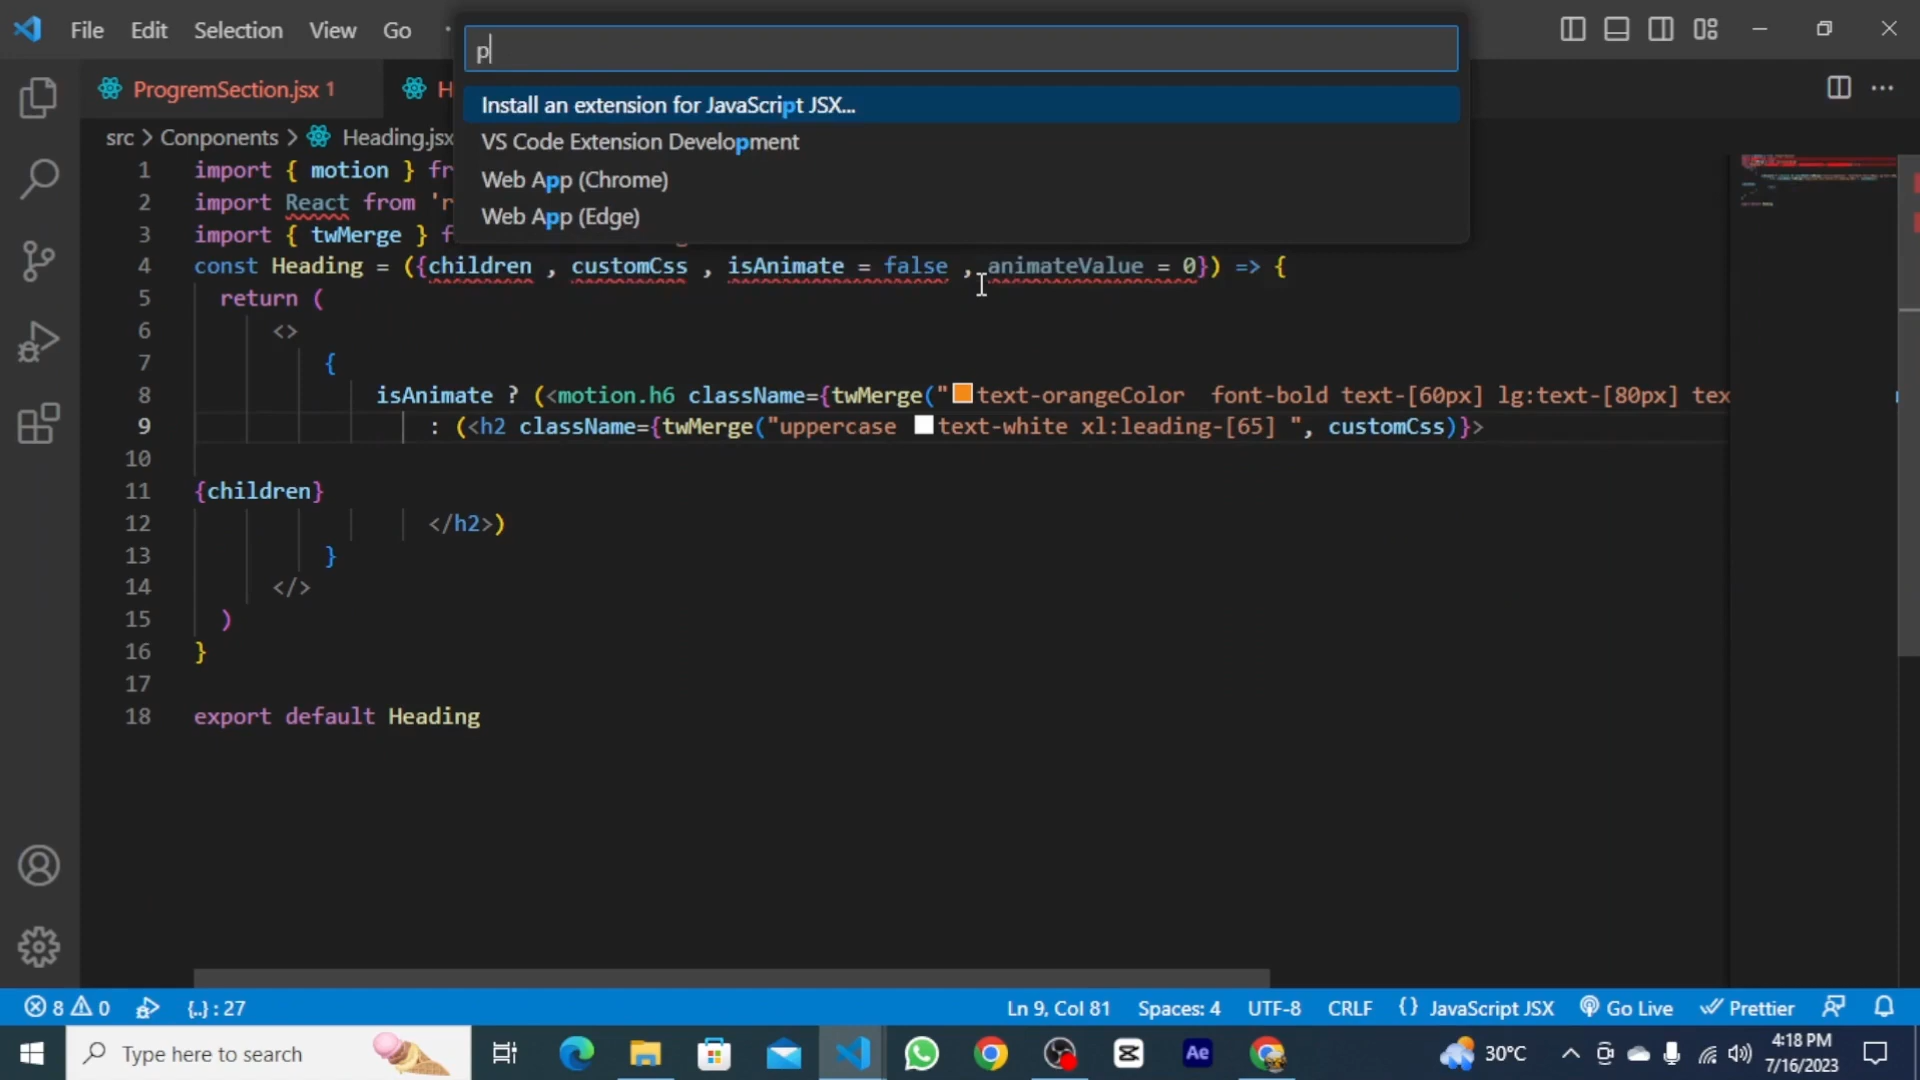 File Edit Selection View Go
p
Install an extension for JavaScript JSX...
VS Code Extension Development
Web App (Chrome)
Web App (Edge)
ProgremSection.jsx 1
H
src > Conponents > Heading.jsx
1 import { motion } fr
2 import React from 'r
3 import { twMerge } f
4 const Heading = ({children , customCss , isAnimate = false , animateValue = 0}) => {
5 return (
6 <>
7 {
8 isAnimate ? (<motion.h6 className={twMerge("text-orangeColor font-bold text-[60px] lg:text-[80px] tex
9 : (<h2 className={twMerge("uppercase text-white xl:leading-[65] ", customCss)}>
10
11 {children}
12 </h2>)
13 }
14 </>
15 )
16 }
17
18 export default Heading
8 0 {..} : 27 Ln 9, Col 81 Spaces: 4 UTF-8 CRLF {} JavaScript JSX Go Live Prettier
Type here to search
Ae
30°C
4:18 PM
7/16/2023